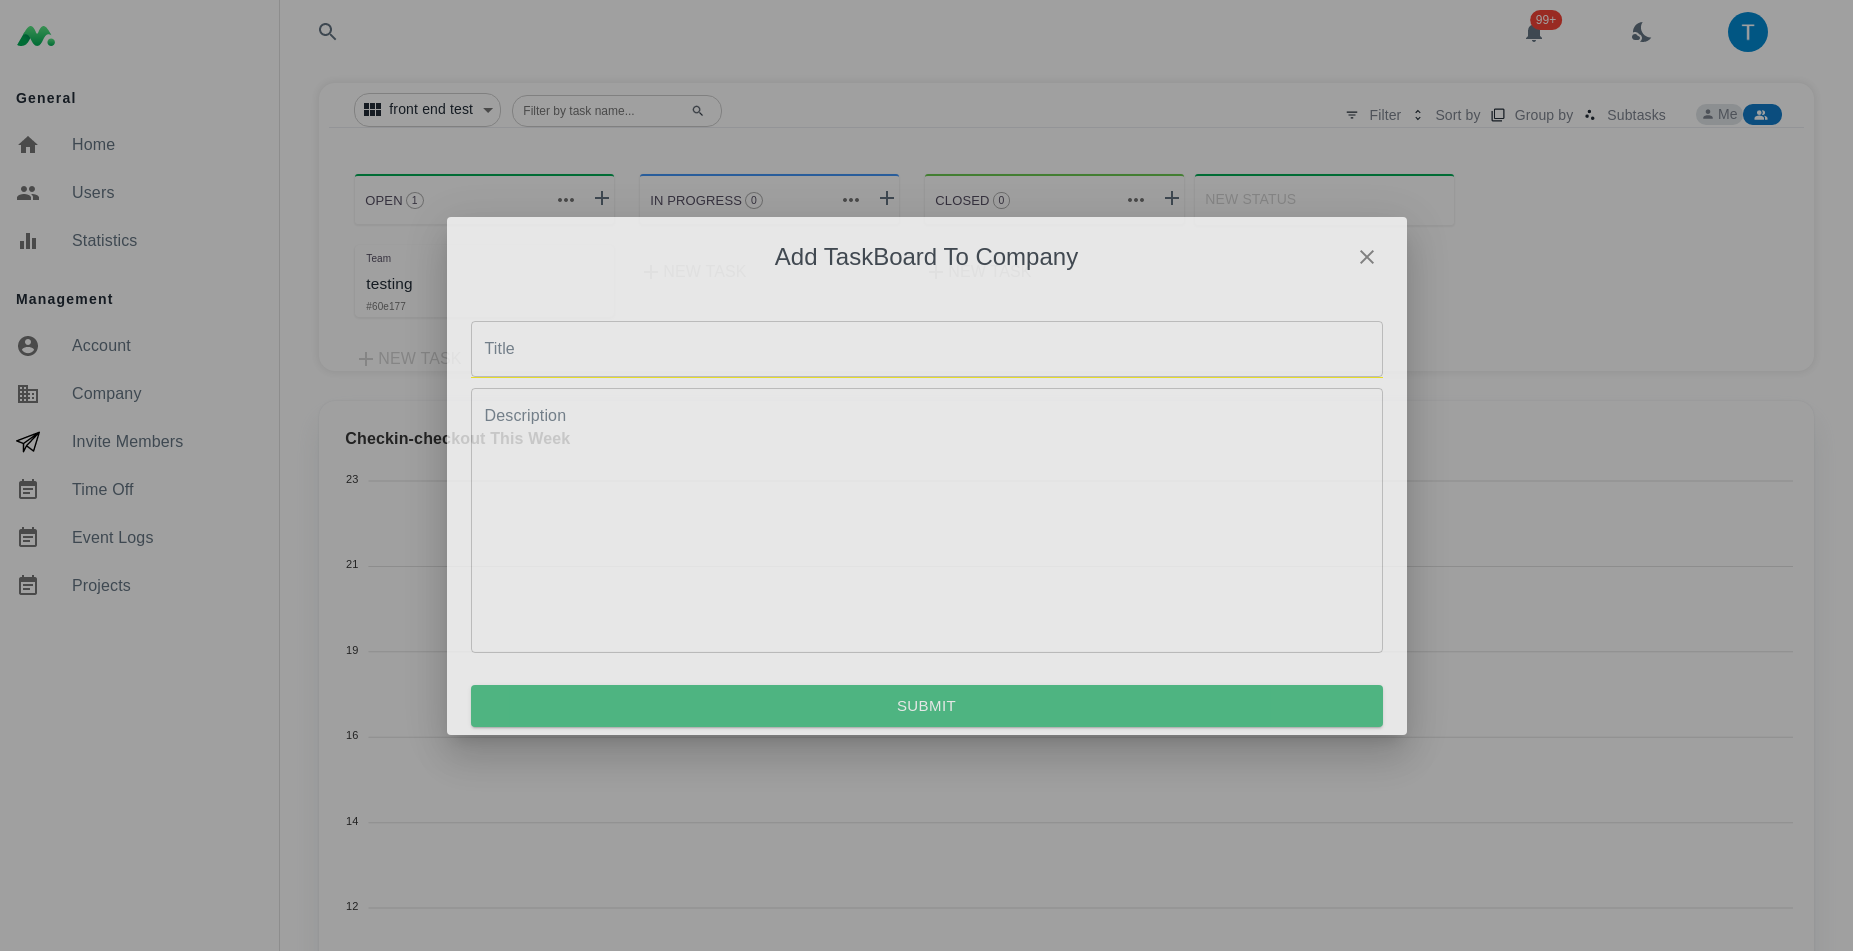 General
Home
Users
Statistics
Management
Account
Company
Invite Members
Time Off
Event Logs
Projects
99+
T
front end test
Filter by task name...
Filter
Sort by
Group by
Subtasks
Me
OPEN 1
IN PROGRESS 0
CLOSED 0
NEW STATUS
Team
testing
#60e177
NEW TASK
NEW TASK
NEW TASK
Add TaskBoard To Company
Title
Description
SUBMIT
Checkin-checkout This Week
23
21
19
16
14
12